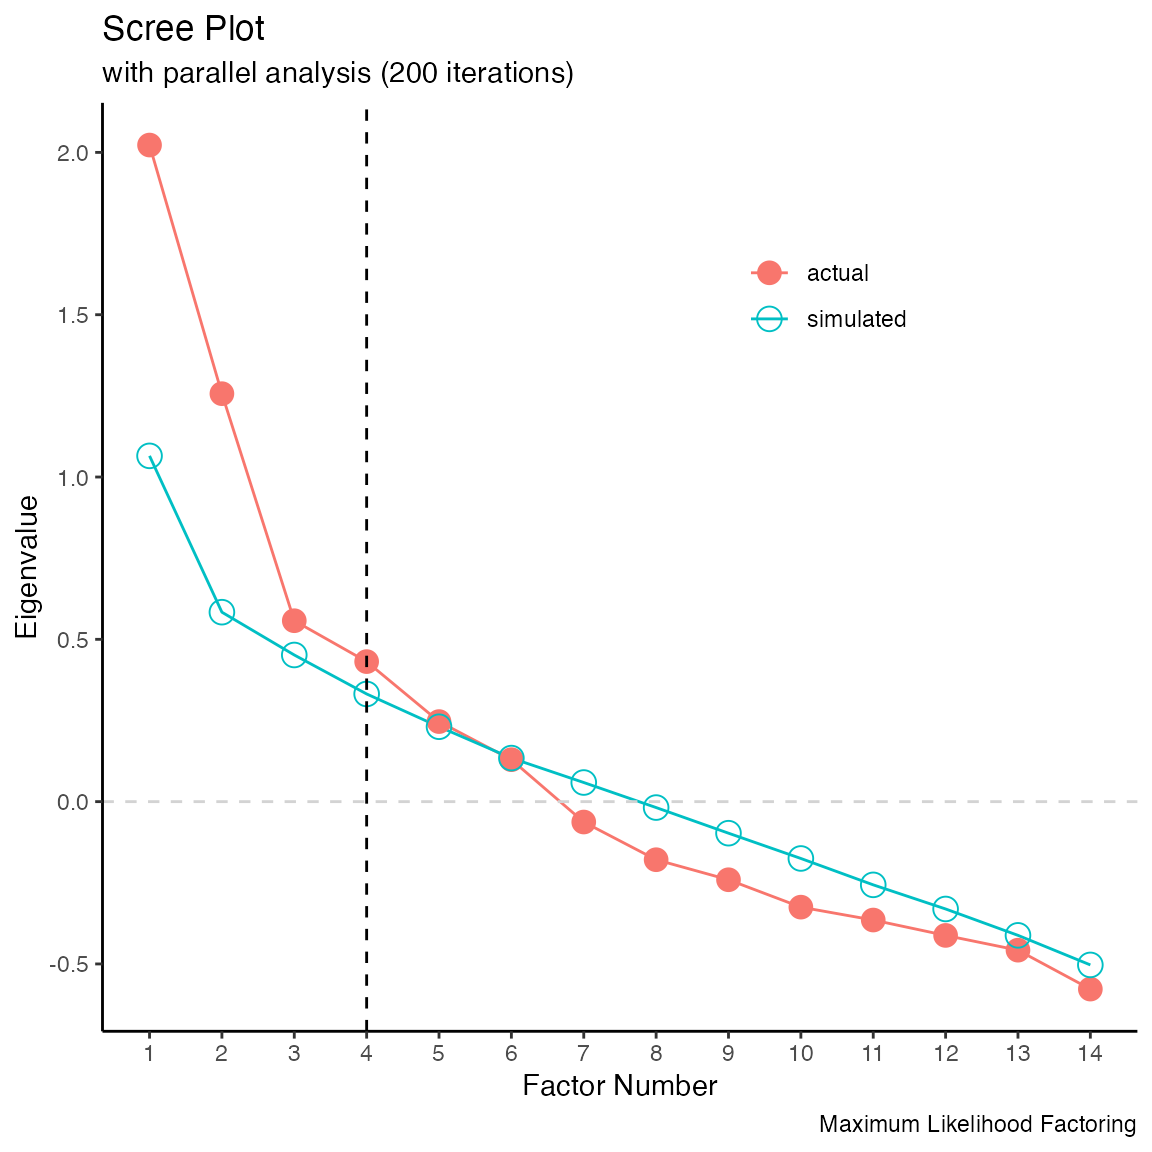 Scree Plot
with parallel analysis (200 iterations)
2.0
1.5
1.0
0.5
0.0
-0.5
Eigenvalue
actual
simulated
1 2 3 4 5 6 7 8 9 10 11 12 13 14
Factor Number
Maximum Likelihood Factoring